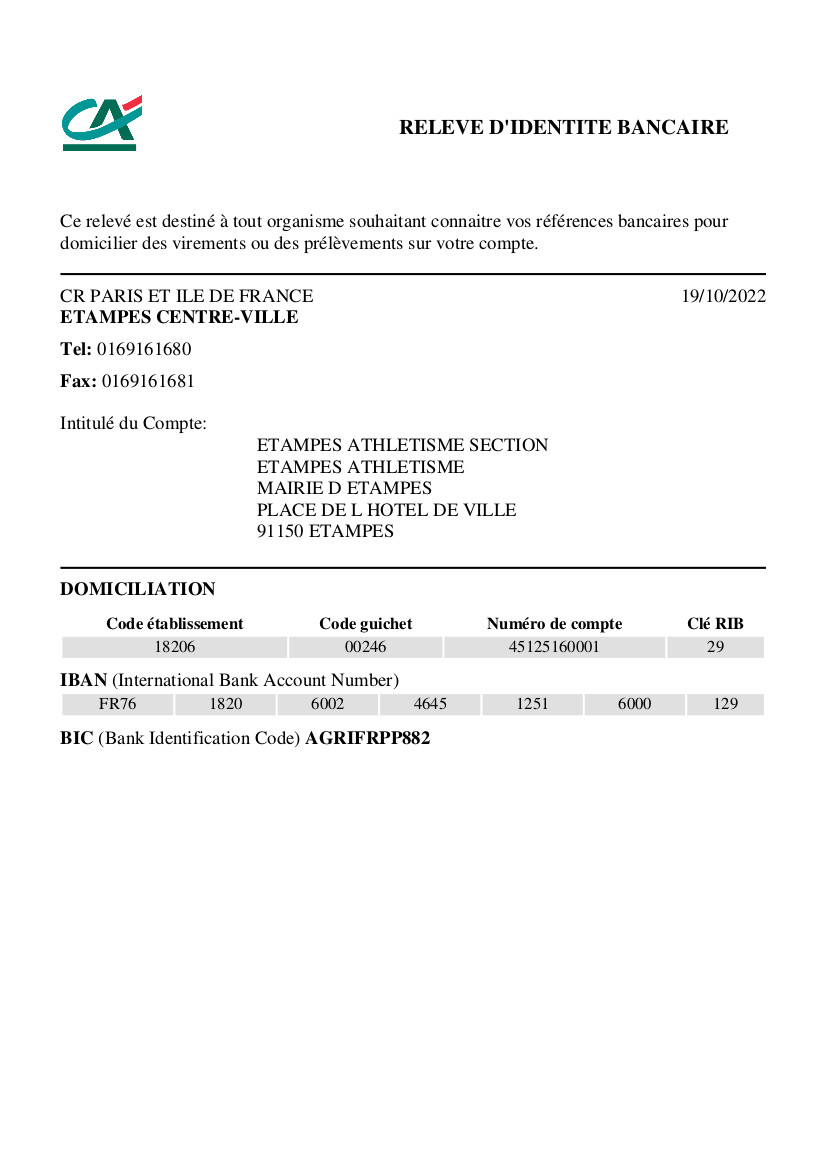 CA
RELEVE D'IDENTITE BANCAIRE
Ce relevé est destiné à tout organisme souhaitant connaitre vos références bancaires pour
domicilier des virements ou des prélèvements sur votre compte.
CR PARIS ET ILE DE FRANCE 19/10/2022
ETAMPES CENTRE-VILLE
Tel: 0169161680
Fax: 0169161681
Intitulé du Compte:
ETAMPES ATHLETISME SECTION
ETAMPES ATHLETISME
MAIRIE D ETAMPES
PLACE DE L HOTEL DE VILLE
91150 ETAMPES
DOMICILIATION
Code établissement Code guichet Numéro de compte Clé RIB
18206 00246 45125160001 29
IBAN (International Bank Account Number)
FR76 1820 6002 4645 1251 6000 129
BIC (Bank Identification Code) AGRIFRPP882